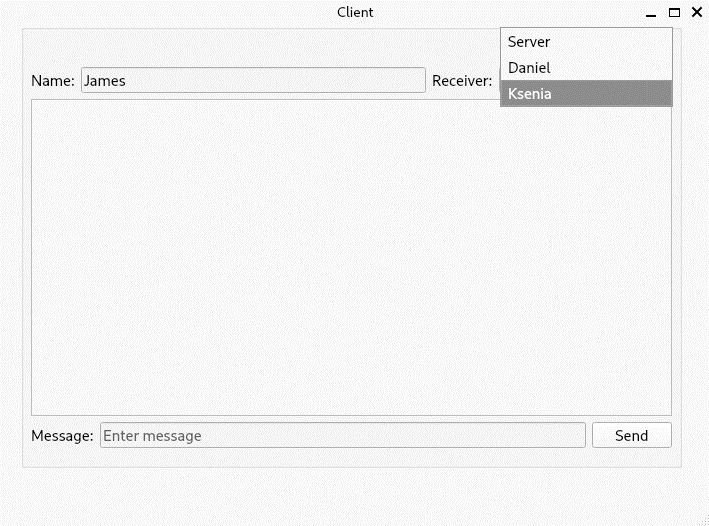 Client
Server
Daniel
Name: James Receiver:
Ksenia
Message: Enter message Send